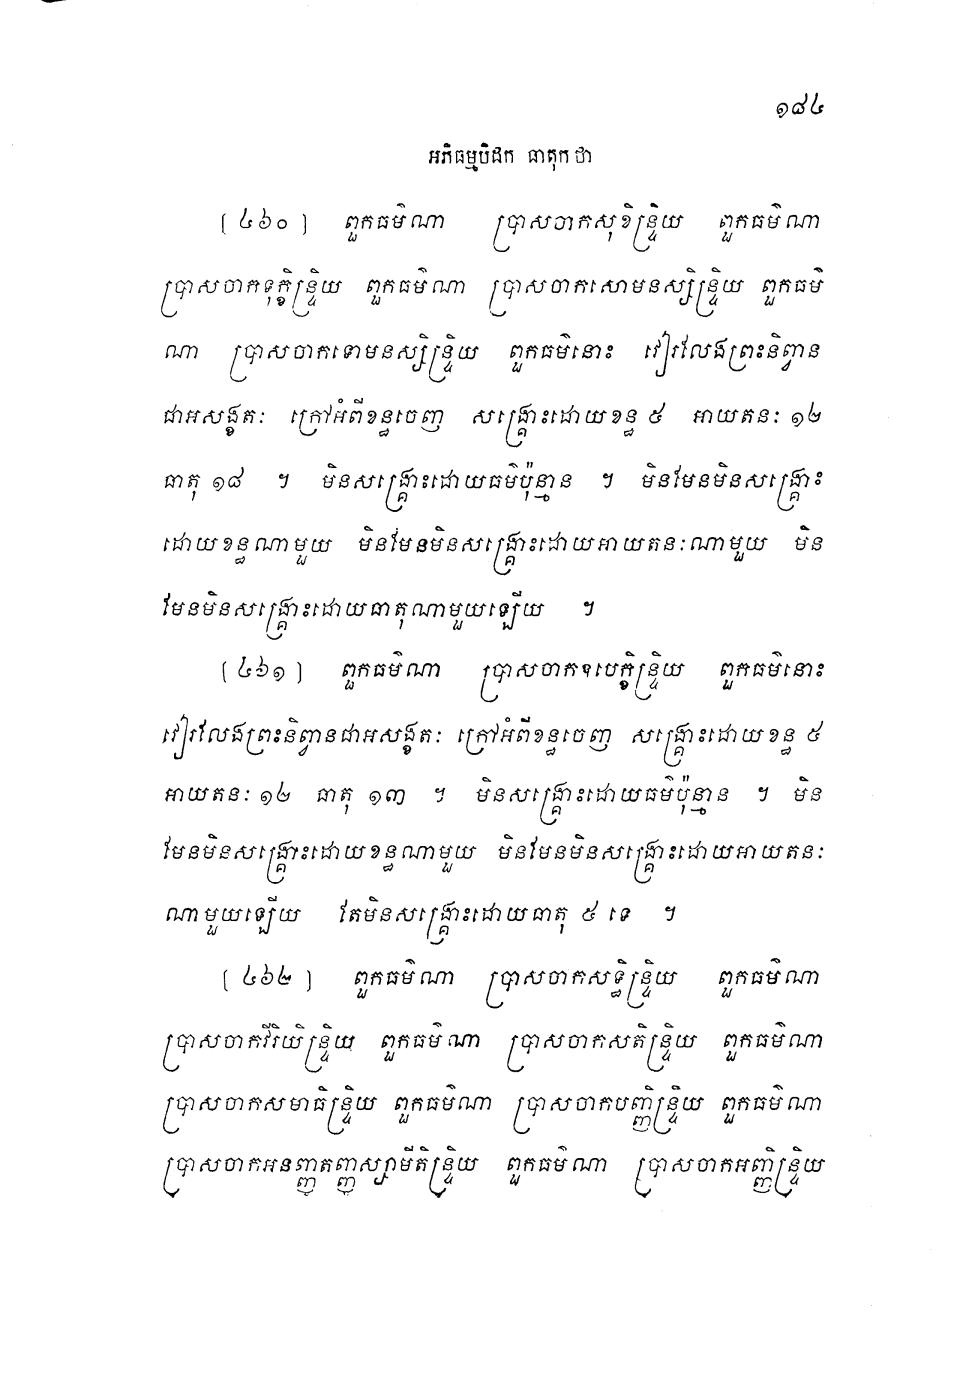 ១៨៤
អភិធម្មបិដក ធាតុកថា
[ ៤៦០ ] ពួកធម៌ណា ប្រាសចាកសុខិន្ទ្រិយ ពួកធម៌ណា
ប្រាសចាកទុក្ខិន្ទ្រិយ ពួកធម៌ណា ប្រាសចាកសោមនស្សិន្ទ្រិយ ពួកធម៌
ណា ប្រាសចាកទោមនស្សិន្ទ្រិយ ពួកធម៌នោះ វៀរលែងព្រះនិព្វាន
ជាអសង្ខតៈ ក្រៅអំពីខន្ធចេញ សង្គ្រោះដោយខន្ធ ៥ អាយតនៈ ១២
ធាតុ ១៨ ។ មិនសង្គ្រោះដោយធម៌ប៉ុន្មាន ។ មិនមែនមិនសង្គ្រោះ
ដោយខន្ធណាមួយ មិនមែនមិនសង្គ្រោះដោយអាយតនៈណាមួយ មិន
មែនមិនសង្គ្រោះដោយធាតុណាមួយឡើយ ។
[ ៤៦១ ] ពួកធម៌ណា ប្រាសចាកឧបេក្ខិន្ទ្រិយ ពួកធម៌នោះ
វៀរលែងព្រះនិព្វានជាអសង្ខតៈ ក្រៅអំពីខន្ធចេញ សង្គ្រោះដោយខន្ធ ៥
អាយតនៈ ១២ ធាតុ ១៣ ។ មិនសង្គ្រោះដោយធម៌ប៉ុន្មាន ។ មិន
មែនមិនសង្គ្រោះដោយខន្ធណាមួយ មិនមែនមិនសង្គ្រោះដោយអាយតនៈ
ណាមួយឡើយ តែមិនសង្គ្រោះដោយធាតុ ៥ ទេ ។
[ ៤៦២ ] ពួកធម៌ណា ប្រាសចាកសទ្ធិន្ទ្រិយ ពួកធម៌ណា
ប្រាសចាកវីរិយិន្ទ្រិយ ពួកធម៌ណា ប្រាសចាកសតិន្ទ្រិយ ពួកធម៌ណា
ប្រាសចាកសមាធិន្ទ្រិយ ពួកធម៌ណា ប្រាសចាកបញ្ញិន្ទ្រិយ ពួកធម៌ណា
ប្រាសចាកអនញ្ញតញ្ញស្សាមីតិន្ទ្រិយ ពួកធម៌ណា ប្រាសចាកអញ្ញិន្ទ្រិយ